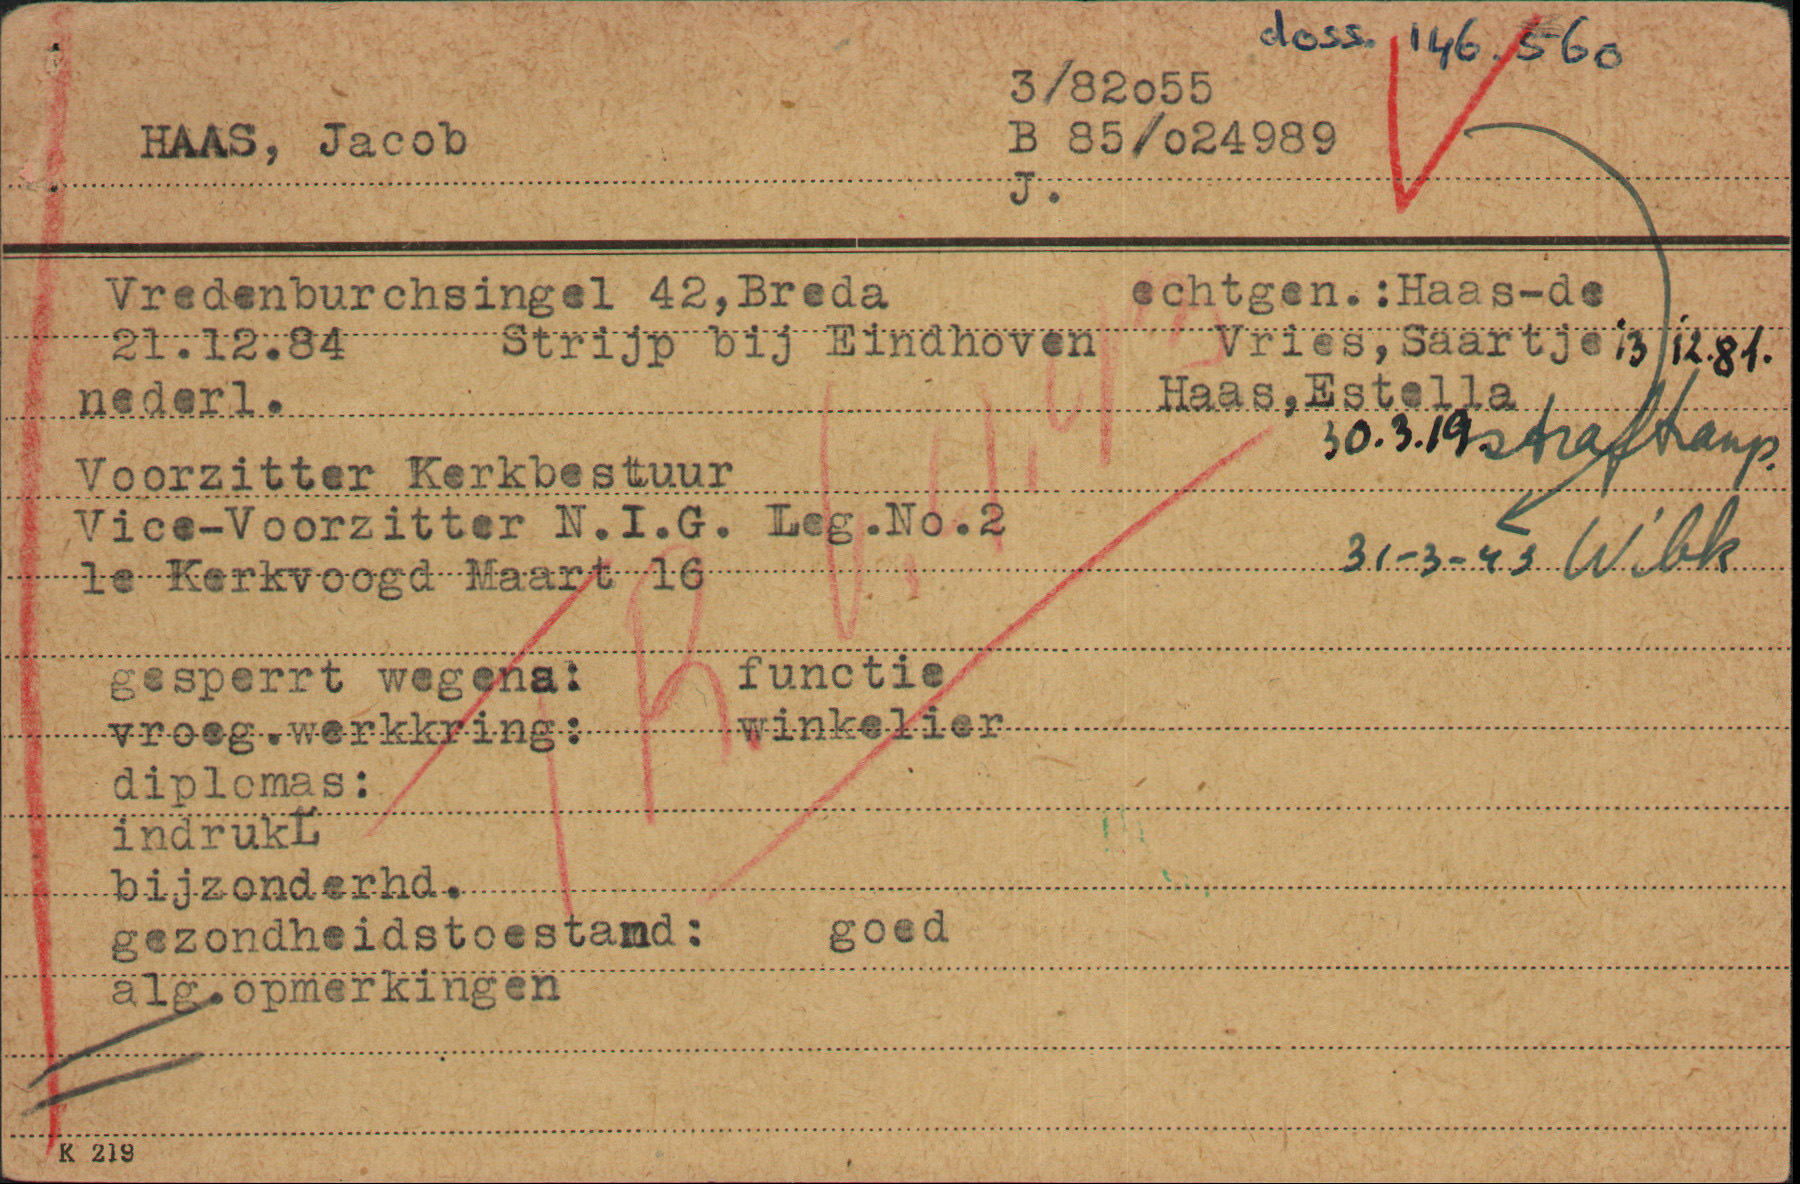 doss. 146.560
3/82o55
HAAS, Jacob
B 85/o24989
J.
Vredenburchsingel 42,Breda
echtgen.:Haas-de
21.12.84 Strijp bij Eindhoven
Vries,Saartje 13 12.81.
nederl.
Haas,Estella
30.3.19 strafkamp.
Voorzitter Kerkbestuur
Vice-Voorzitter N.I.G. Leg.No.2
31-3-43 W'bk
1e Kerkvoogd Maart 16
gesperrt wegens: functie
vroeg.werkkring: winkelier
diplomas:
indrukL
bijzonderhd.
gezondheidstoestand: goed
alg.opmerkingen
K 219